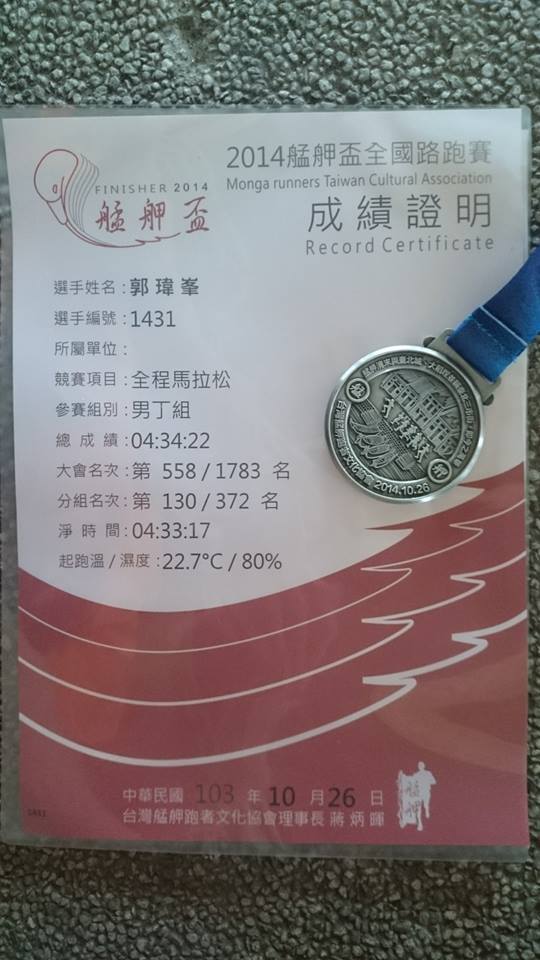 2014艋舺盃全國路跑賽
FINISHER 2014
Monga runners Taiwan Cultural Association
艋舺盃
成績證明
Record Certificate
選手姓名：郭瑋峯
選手編號：1431
所屬單位：
競賽項目：全程馬拉松
參賽組別：男丁組
總成績：04:34:22
大會名次：第 558 / 1783 名
分組名次：第 130 / 372 名
淨時間：04:33:17
起跑溫 / 濕度：22.7°C / 80%
2014.10.26
中華民國 103 年 10 月 26 日
台灣艋舺跑者文化協會理事長 蔣炳暉
艋舺